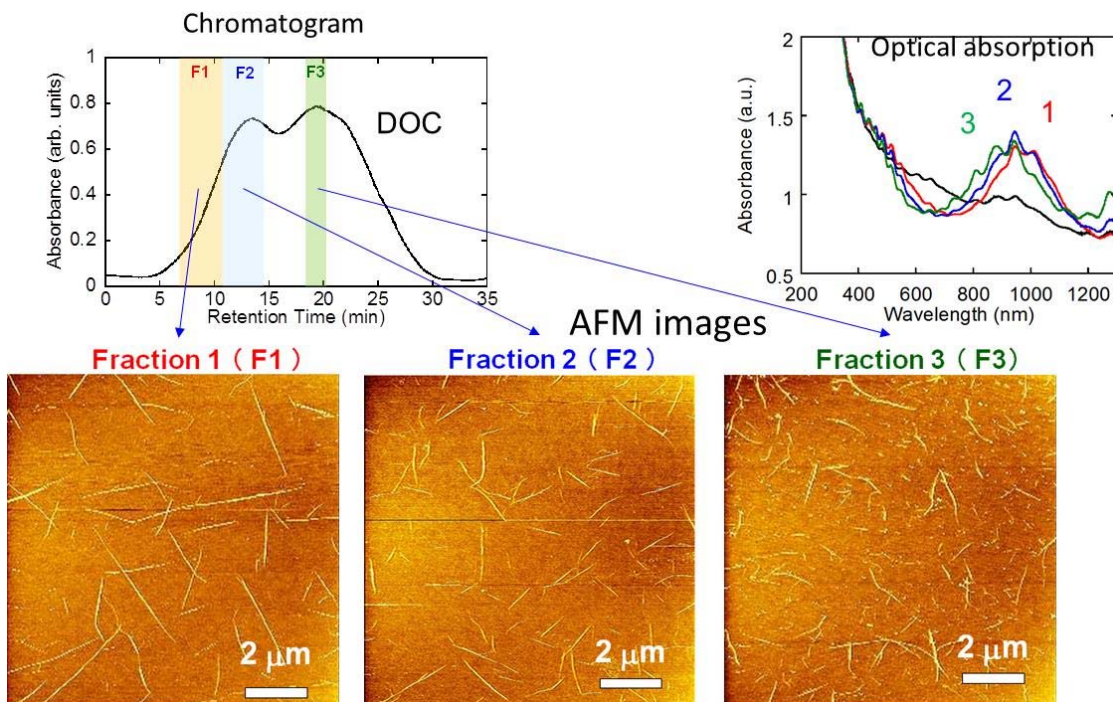 Chromatogram
Absorbance (arb. units)
1
0.8
0.6
0.4
0.2
0
F1
F2
F3
DOC
0 5 10 15 20 25 30 35
Retention Time (min)
Optical absorption
Absorbance (a.u.)
2
1.5
1
0.5
3
2
1
200 400 600 800 1000 1200
Wavelength (nm)
AFM images
Fraction 1 ( F1 )
Fraction 2 ( F2 )
Fraction 3 ( F3 )
2 μm
2 μm
2 μm